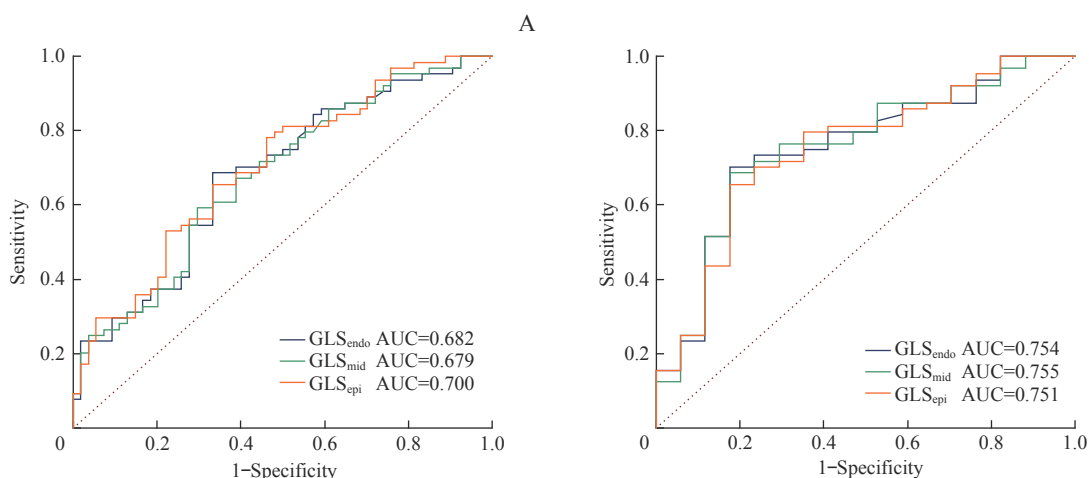 A
1.0
0.8
0.6
0.4
0.2
0
0.2
0.4
0.6
0.8
1.0
Sensitivity
1−Specificity
GLSendo AUC=0.682
GLSmid AUC=0.679
GLSepi AUC=0.700
1.0
0.8
0.6
0.4
0.2
0
0.2
0.4
0.6
0.8
1.0
Sensitivity
1−Specificity
GLSendo AUC=0.754
GLSmid AUC=0.755
GLSepi AUC=0.751